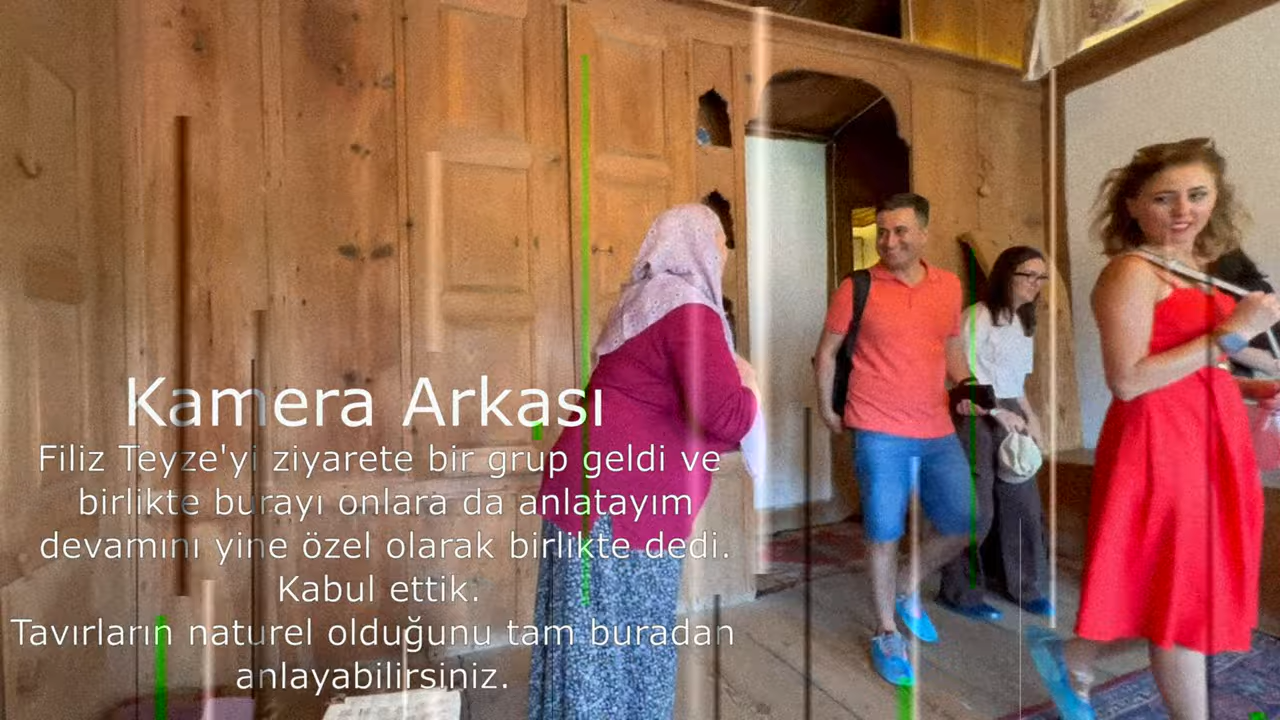 Kamera Arkası
Filiz Teyze'yi ziyarete bir grup geldi ve
birlikte burayı onlara da anlatayım
devamını yine özel olarak birlikte dedi.
Kabul ettik.
Tavırların naturel olduğunu tam buradan
anlayabilirsiniz.